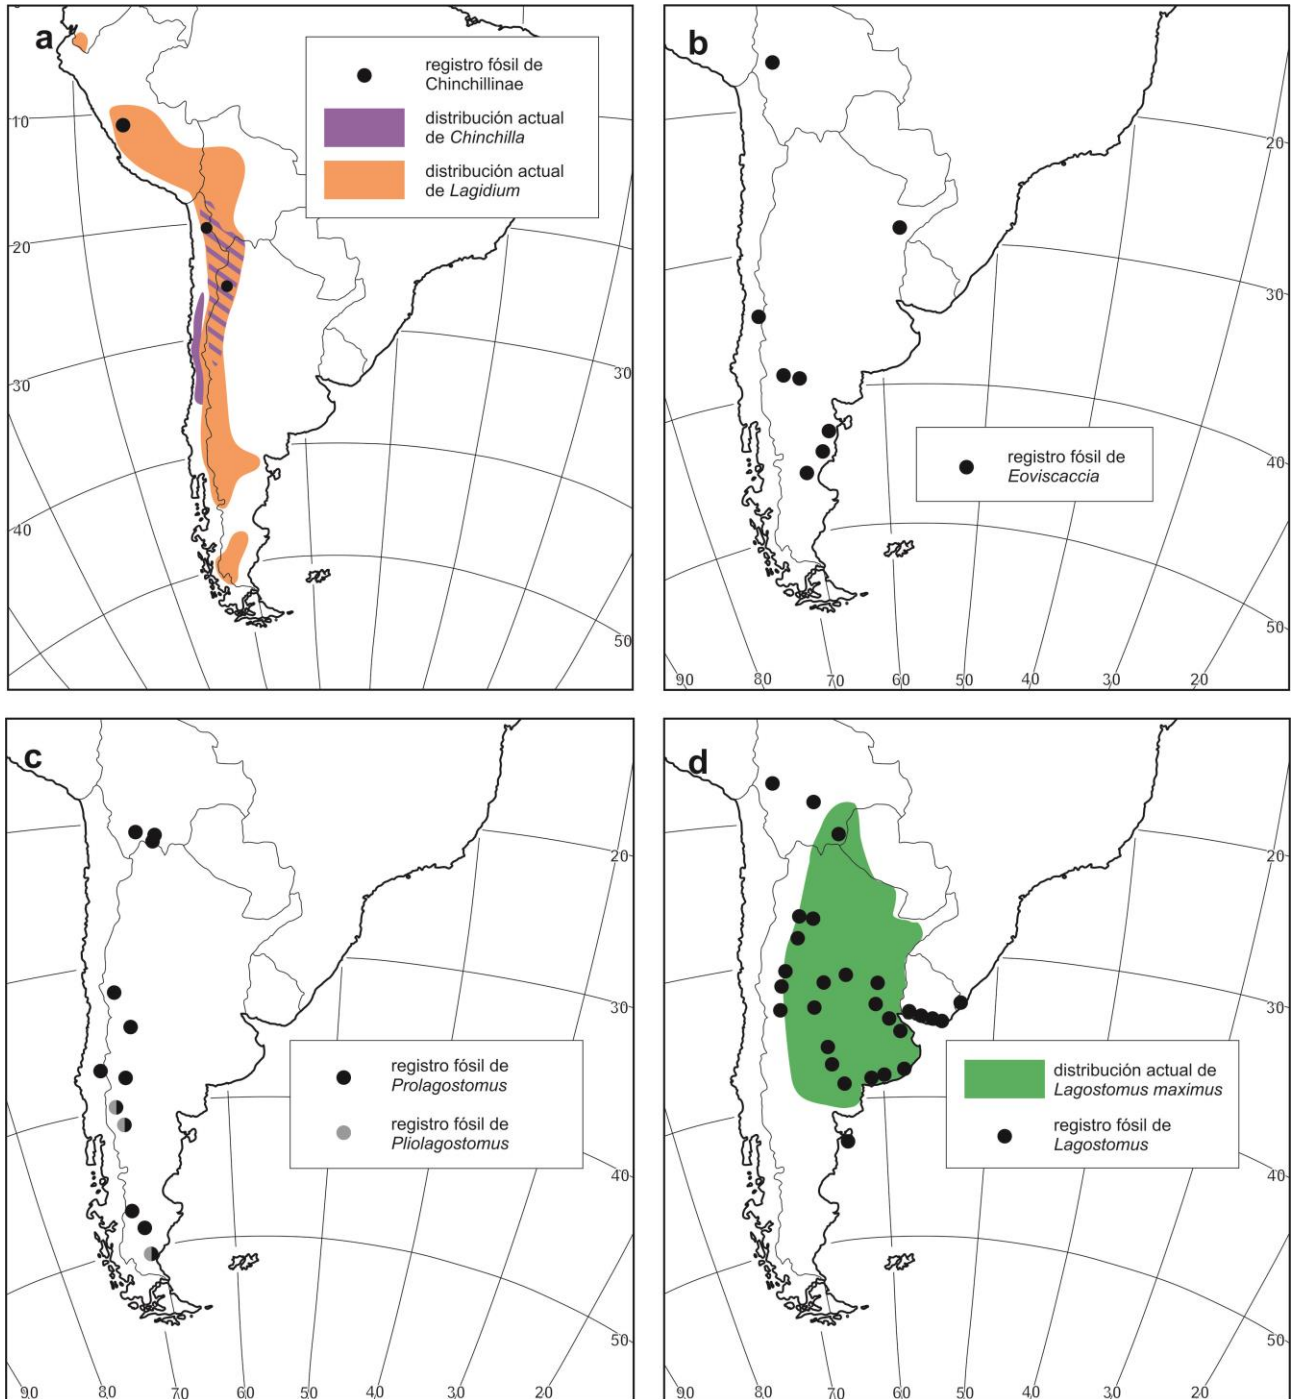 a
registro fósil de
Chinchillinae
distribución actual
de Chinchilla
distribución actual
de Lagidium
10
20
30
40
30
50
b
registro fósil de
Eoviscaccia
20
30
40
50
90
80
70
60
50
40
30
20
c
registro fósil de
Prolagostomus
registro fósil de
Pliolagostomus
20
30
40
50
90
80
70
60
50
40
30
20
d
distribución actual de
Lagostomus maximus
registro fósil de
Lagostomus
20
30
40
50
90
80
70
60
50
40
30
20